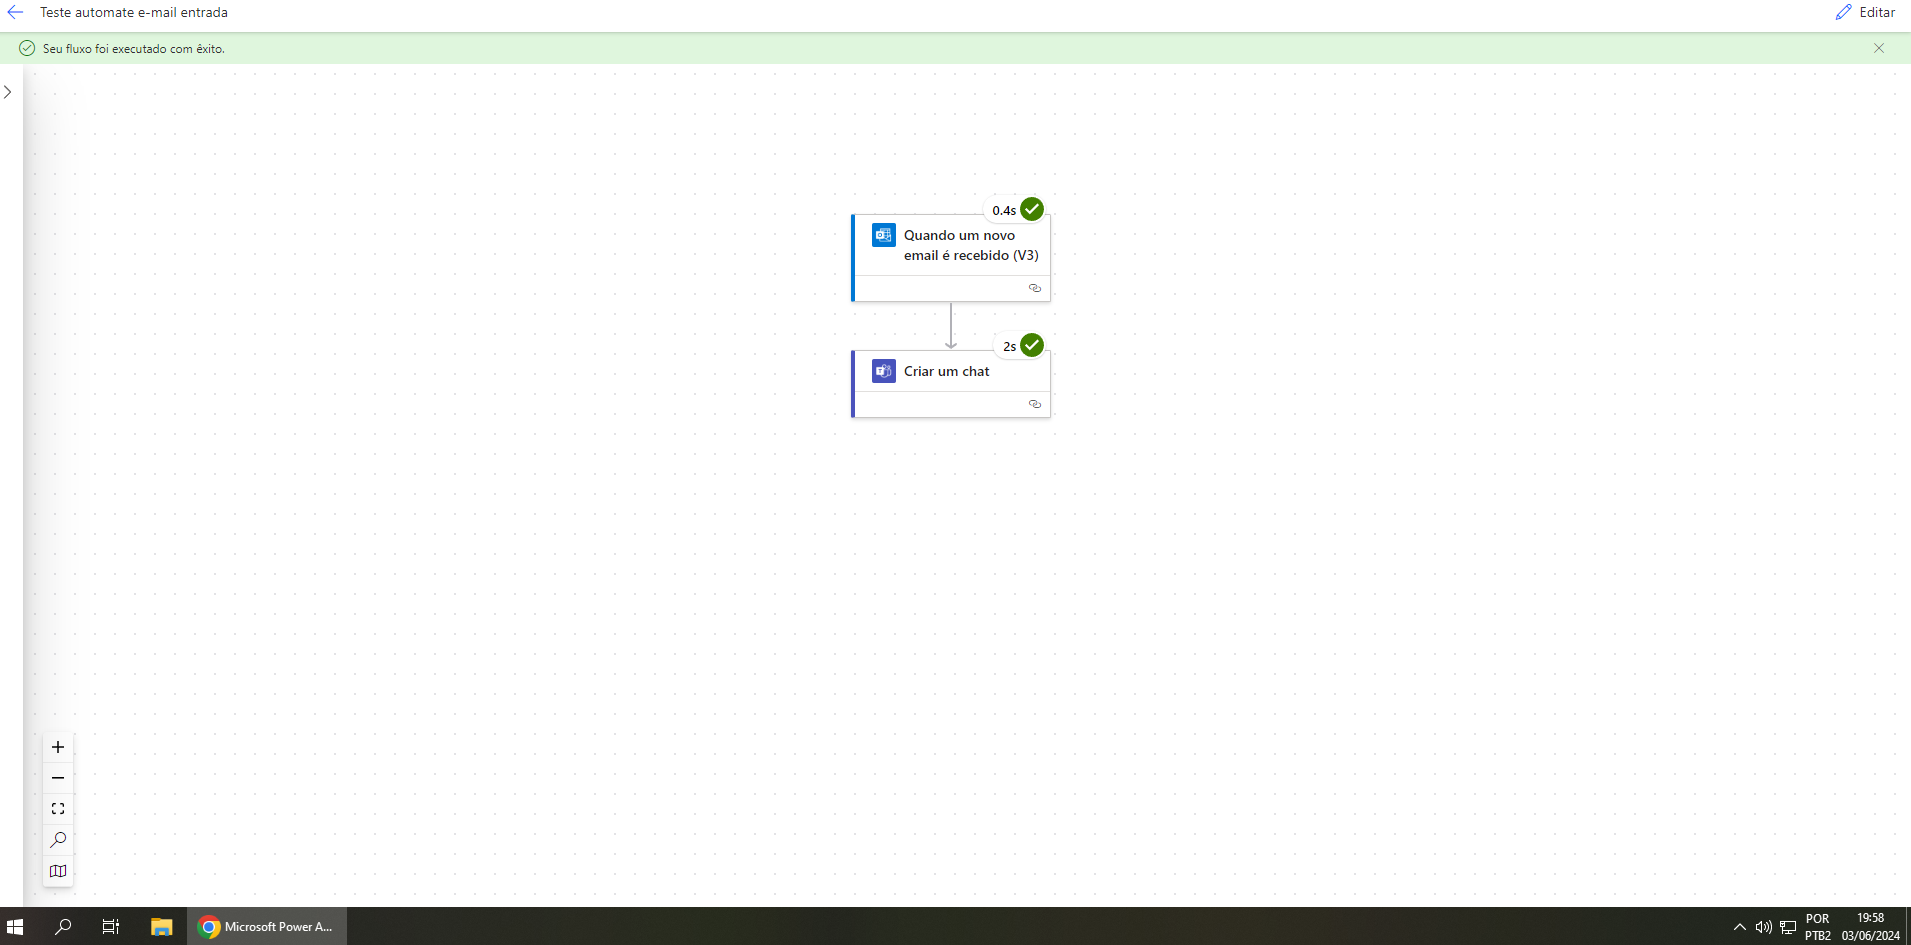 Teste automate e-mail entrada
Editar
Seu fluxo foi executado com êxito.
0.4s
Quando um novo
email é recebido (V3)
2s
Criar um chat
Microsoft Power A...
POR
PTB2
19:58
03/06/2024